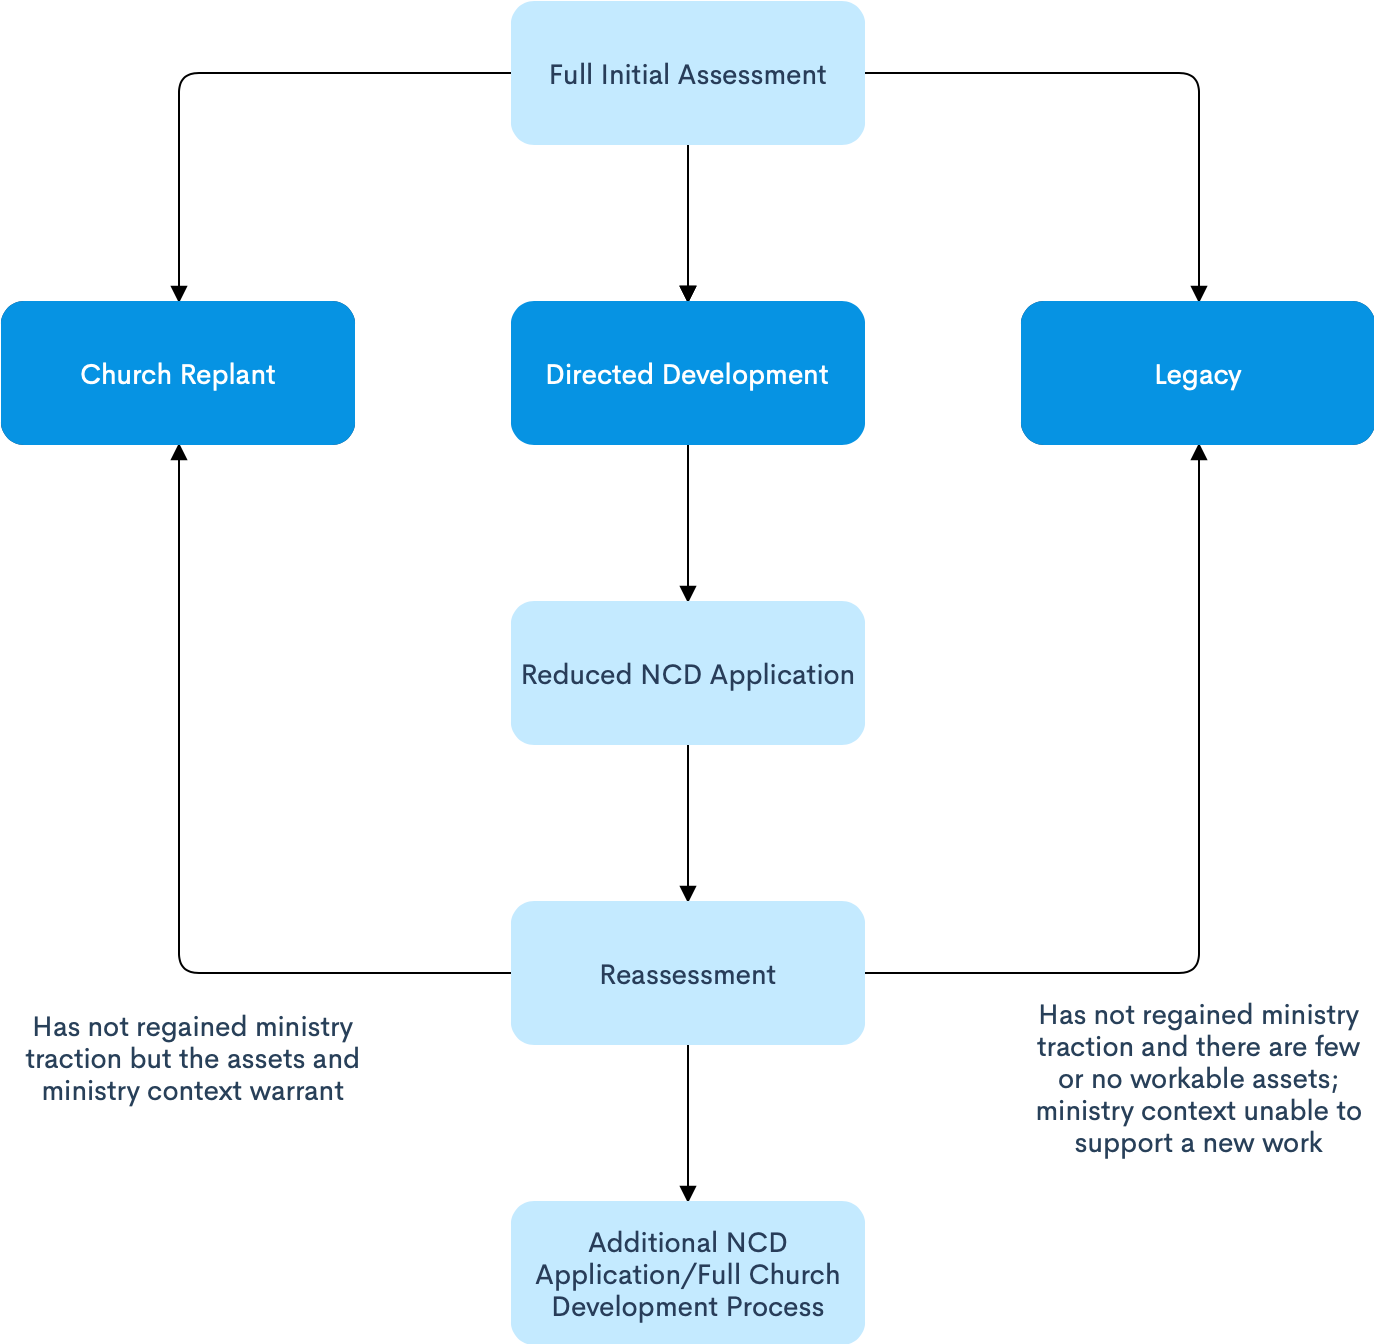 Full Initial Assessment
Church Replant
Directed Development
Legacy
Reduced NCD Application
Reassessment
Has not regained ministry
traction but the assets and
ministry context warrant
Has not regained ministry
traction and there are few
or no workable assets;
ministry context unable to
support a new work
Additional NCD
Application/Full Church
Development Process